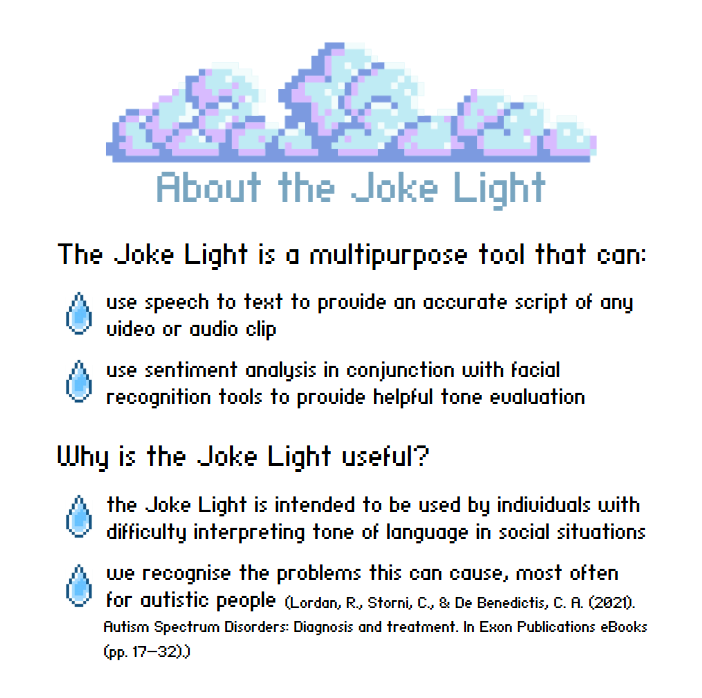 About the Joke Light
The Joke Light is a multipurpose tool that can:
use speech to text to provide an accurate script of any
video or audio clip
use sentiment analysis in conjunction with facial
recognition tools to provide helpful tone evaluation
Why is the Joke Light useful?
the Joke Light is intended to be used by individuals with
difficulty interpreting tone of language in social situations
we recognise the problems this can cause, most often
for autistic people (Lordan, R., Storni, C., & De Benedictis, C. A. (2021).
Autism Spectrum Disorders: Diagnosis and treatment. In Exon Publications eBooks
(pp. 17–32).)